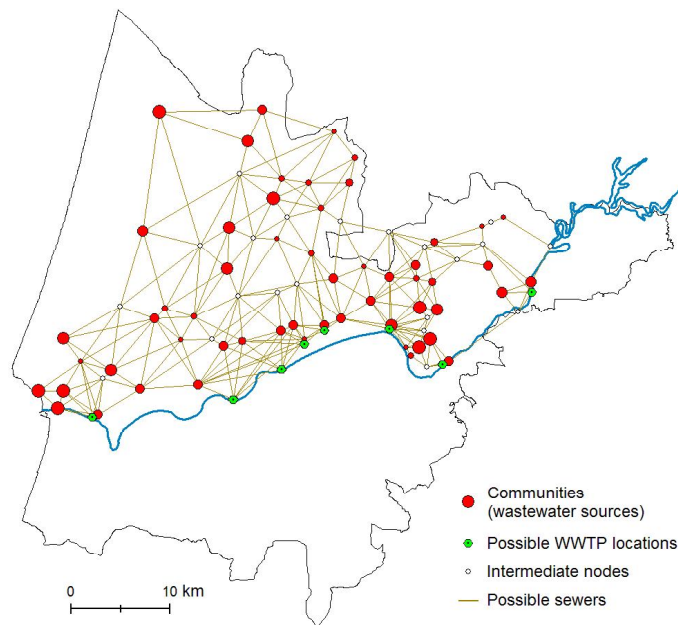 Communities
(wastewater sources)
Possible WWTP locations
Intermediate nodes
Possible sewers
0 10 km